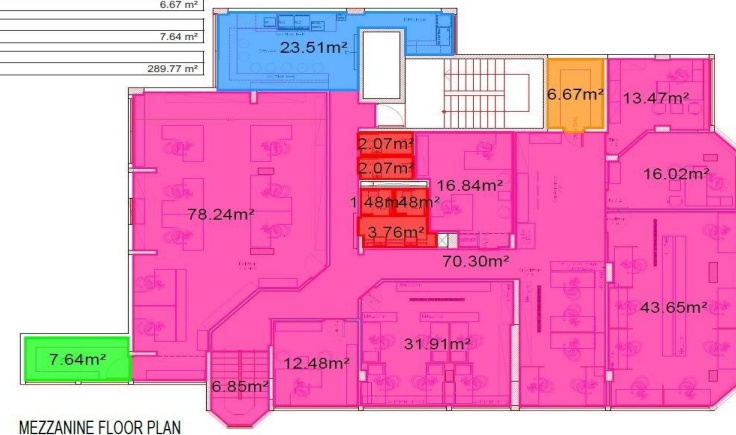 6.67 m²
7.64 m²
289.77 m²
23.51m²
6.67m²
13.47m²
2.07m²
2.07m²
16.84m²
16.02m²
1.48m²
1.48m²
78.24m²
3.76m²
70.30m²
43.65m²
31.91m²
7.64m²
12.48m²
6.85m²
MEZZANINE FLOOR PLAN